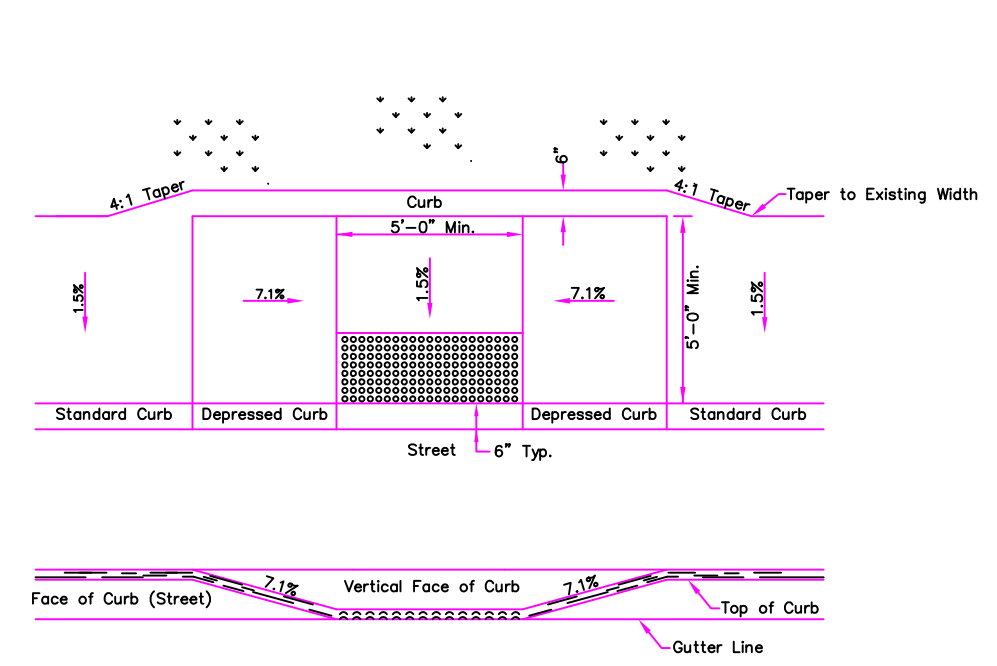 6"
4:1 Taper
4:1 Taper
Taper to Existing Width
Curb
5'-0" Min.
1.5%
7.1%
1.5%
7.1%
5'-0" Min.
1.5%
Standard Curb
Depressed Curb
Depressed Curb
Standard Curb
Street
6" Typ.
7.1%
Vertical Face of Curb
7.1%
Face of Curb (Street)
Top of Curb
Gutter Line